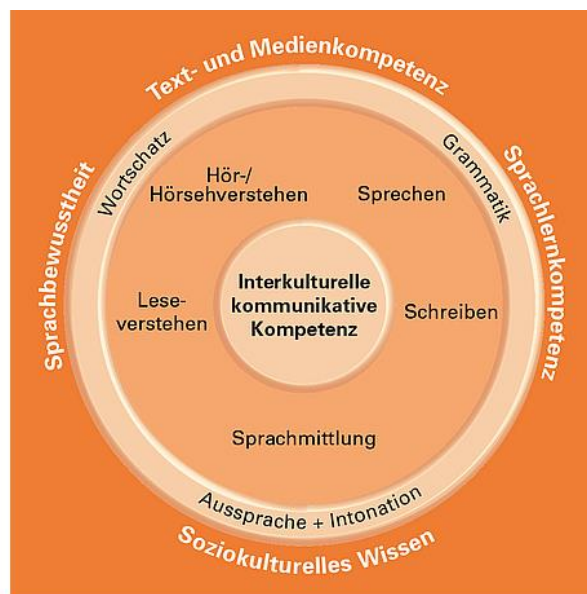 Text- und Medienkompetenz
Sprachbewusstheit
Sprachlernkompetenz
Wortschatz
Grammatik
Hör-/
Hörsehverstehen
Sprechen
Interkulturelle
kommunikative
Kompetenz
Lese-
verstehen
Schreiben
Sprachmittlung
Aussprache + Intonation
Soziokulturelles Wissen